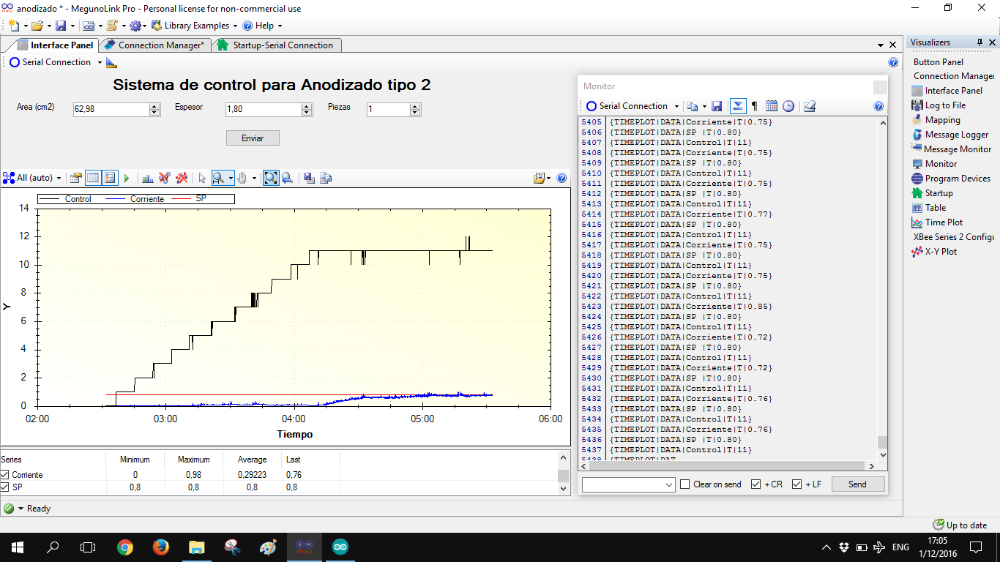 anodizado * - MegunoLink Pro - Personal license for non-commercial use
Library Examples Help
Interface Panel Connection Manager* Startup-Serial Connection
Serial Connection
Sistema de control para Anodizado tipo 2
Area (cm2) 62,98 Espesor 1,80 Piezas 1
Enviar
All (auto)
Control Corriente SP
14
12
10
8
6
4
2
0
Y
02:00 03:00 04:00 05:00 06:00
Tiempo
Series Minimum Maximum Average Last
Corriente 0 0,98 0,29223 0,76
SP 0,8 0,8 0,8 0,8
Ready
Monitor
Serial Connection
5405 {TIMEPLOT|DATA|Corriente|T|0.75}
5406 {TIMEPLOT|DATA|SP |T|0.80}
5407 {TIMEPLOT|DATA|Control|T|11}
5408 {TIMEPLOT|DATA|Corriente|T|0.75}
5409 {TIMEPLOT|DATA|SP |T|0.80}
5410 {TIMEPLOT|DATA|Control|T|11}
5411 {TIMEPLOT|DATA|Corriente|T|0.75}
5412 {TIMEPLOT|DATA|SP |T|0.80}
5413 {TIMEPLOT|DATA|Control|T|11}
5414 {TIMEPLOT|DATA|Corriente|T|0.77}
5415 {TIMEPLOT|DATA|SP |T|0.80}
5416 {TIMEPLOT|DATA|Control|T|11}
5417 {TIMEPLOT|DATA|Corriente|T|0.75}
5418 {TIMEPLOT|DATA|SP |T|0.80}
5419 {TIMEPLOT|DATA|Control|T|11}
5420 {TIMEPLOT|DATA|Corriente|T|0.75}
5421 {TIMEPLOT|DATA|SP |T|0.80}
5422 {TIMEPLOT|DATA|Control|T|11}
5423 {TIMEPLOT|DATA|Corriente|T|0.85}
5424 {TIMEPLOT|DATA|SP |T|0.80}
5425 {TIMEPLOT|DATA|Control|T|11}
5426 {TIMEPLOT|DATA|Corriente|T|0.72}
5427 {TIMEPLOT|DATA|SP |T|0.80}
5428 {TIMEPLOT|DATA|Control|T|11}
5429 {TIMEPLOT|DATA|Corriente|T|0.72}
5430 {TIMEPLOT|DATA|SP |T|0.80}
5431 {TIMEPLOT|DATA|Control|T|11}
5432 {TIMEPLOT|DATA|Corriente|T|0.76}
5433 {TIMEPLOT|DATA|SP |T|0.80}
5434 {TIMEPLOT|DATA|Control|T|11}
5435 {TIMEPLOT|DATA|Corriente|T|0.76}
5436 {TIMEPLOT|DATA|SP |T|0.80}
5437 {TIMEPLOT|DATA|Control|T|11}
5438 {TIMEPLOT|DAT
Clear on send + CR + LF Send
Visualizers
Button Panel
Connection Manager
Interface Panel
Log to File
Mapping
Message Logger
Message Monitor
Monitor
Program Devices
Startup
Table
Time Plot
XBee Series 2 Configu
X-Y Plot
Up to date
PRO
ENG
17:05
1/12/2016